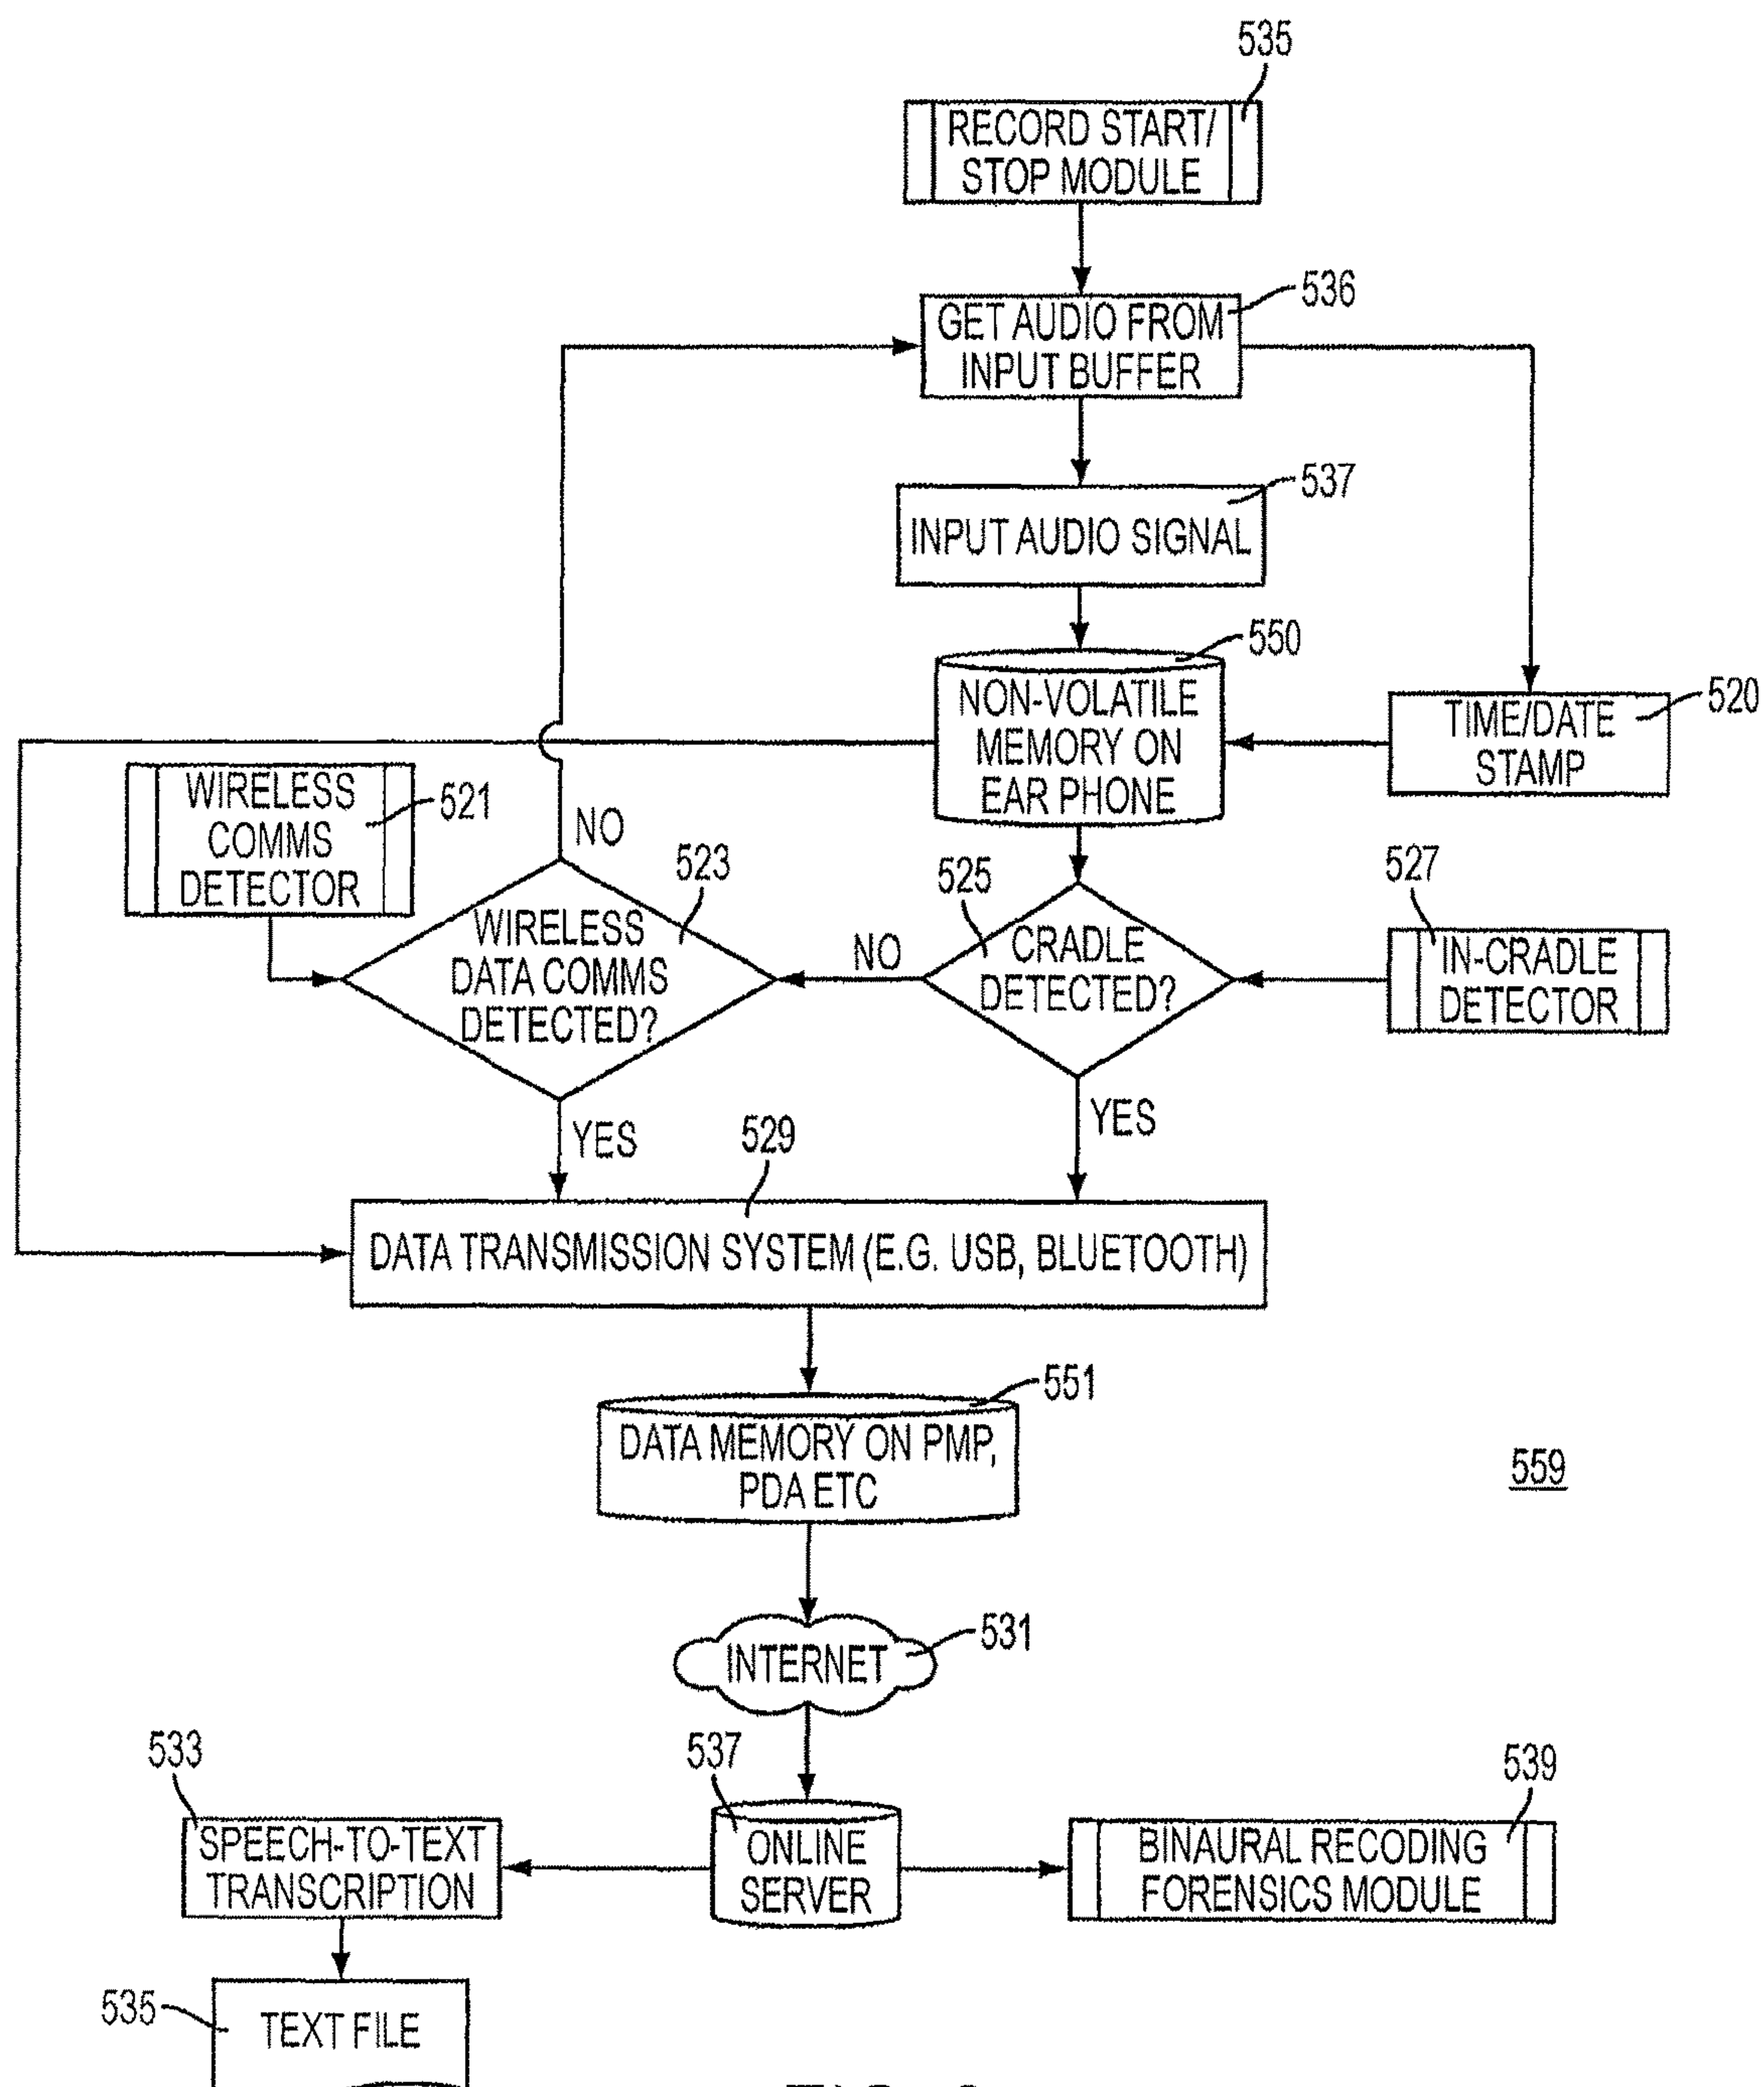 535
RECORD START/
STOP MODULE
536
GET AUDIO FROM
INPUT BUFFER
537
INPUT AUDIO SIGNAL
550
NON-VOLATILE
MEMORY ON
EAR PHONE
520
TIME/DATE
STAMP
WIRELESS
COMMS
DETECTOR
521
NO
523
WIRELESS
DATA COMMS
DETECTED?
NO
525
CRADLE
DETECTED?
527
IN-CRADLE
DETECTOR
YES
YES
529
DATA TRANSMISSION SYSTEM (E.G. USB, BLUETOOTH)
551
DATA MEMORY ON PMP,
PDA ETC
559
INTERNET
531
533
SPEECH-TO-TEXT
TRANSCRIPTION
537
ONLINE
SERVER
539
BINAURAL RECODING
FORENSICS MODULE
535
TEXT FILE